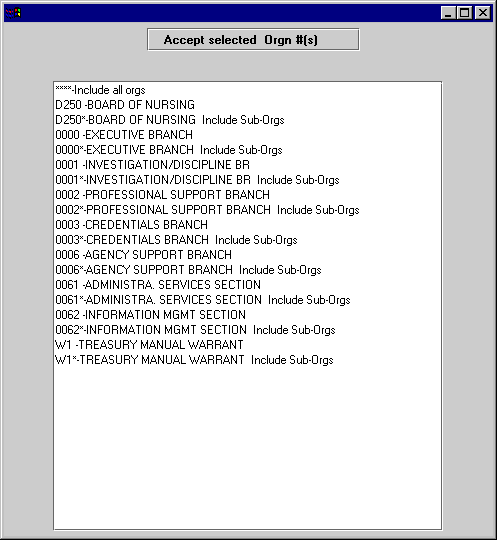 Accept selected  Orgn #(s)
****-Include all orgs
D250 -BOARD OF NURSING
D250*-BOARD OF NURSING  Include Sub-Orgs
0000 -EXECUTIVE BRANCH
0000*-EXECUTIVE BRANCH  Include Sub-Orgs
0001 -INVESTIGATION/DISCIPLINE BR
0001*-INVESTIGATION/DISCIPLINE BR  Include Sub-Orgs
0002 -PROFESSIONAL SUPPORT BRANCH
0002*-PROFESSIONAL SUPPORT BRANCH  Include Sub-Orgs
0003 -CREDENTIALS BRANCH
0003*-CREDENTIALS BRANCH  Include Sub-Orgs
0006 -AGENCY SUPPORT BRANCH
0006*-AGENCY SUPPORT BRANCH  Include Sub-Orgs
0061 -ADMINISTRA. SERVICES SECTION
0061*-ADMINISTRA. SERVICES SECTION  Include Sub-Orgs
0062 -INFORMATION MGMT SECTION
0062*-INFORMATION MGMT SECTION  Include Sub-Orgs
W1 -TREASURY MANUAL WARRANT
W1*-TREASURY MANUAL WARRANT  Include Sub-Orgs